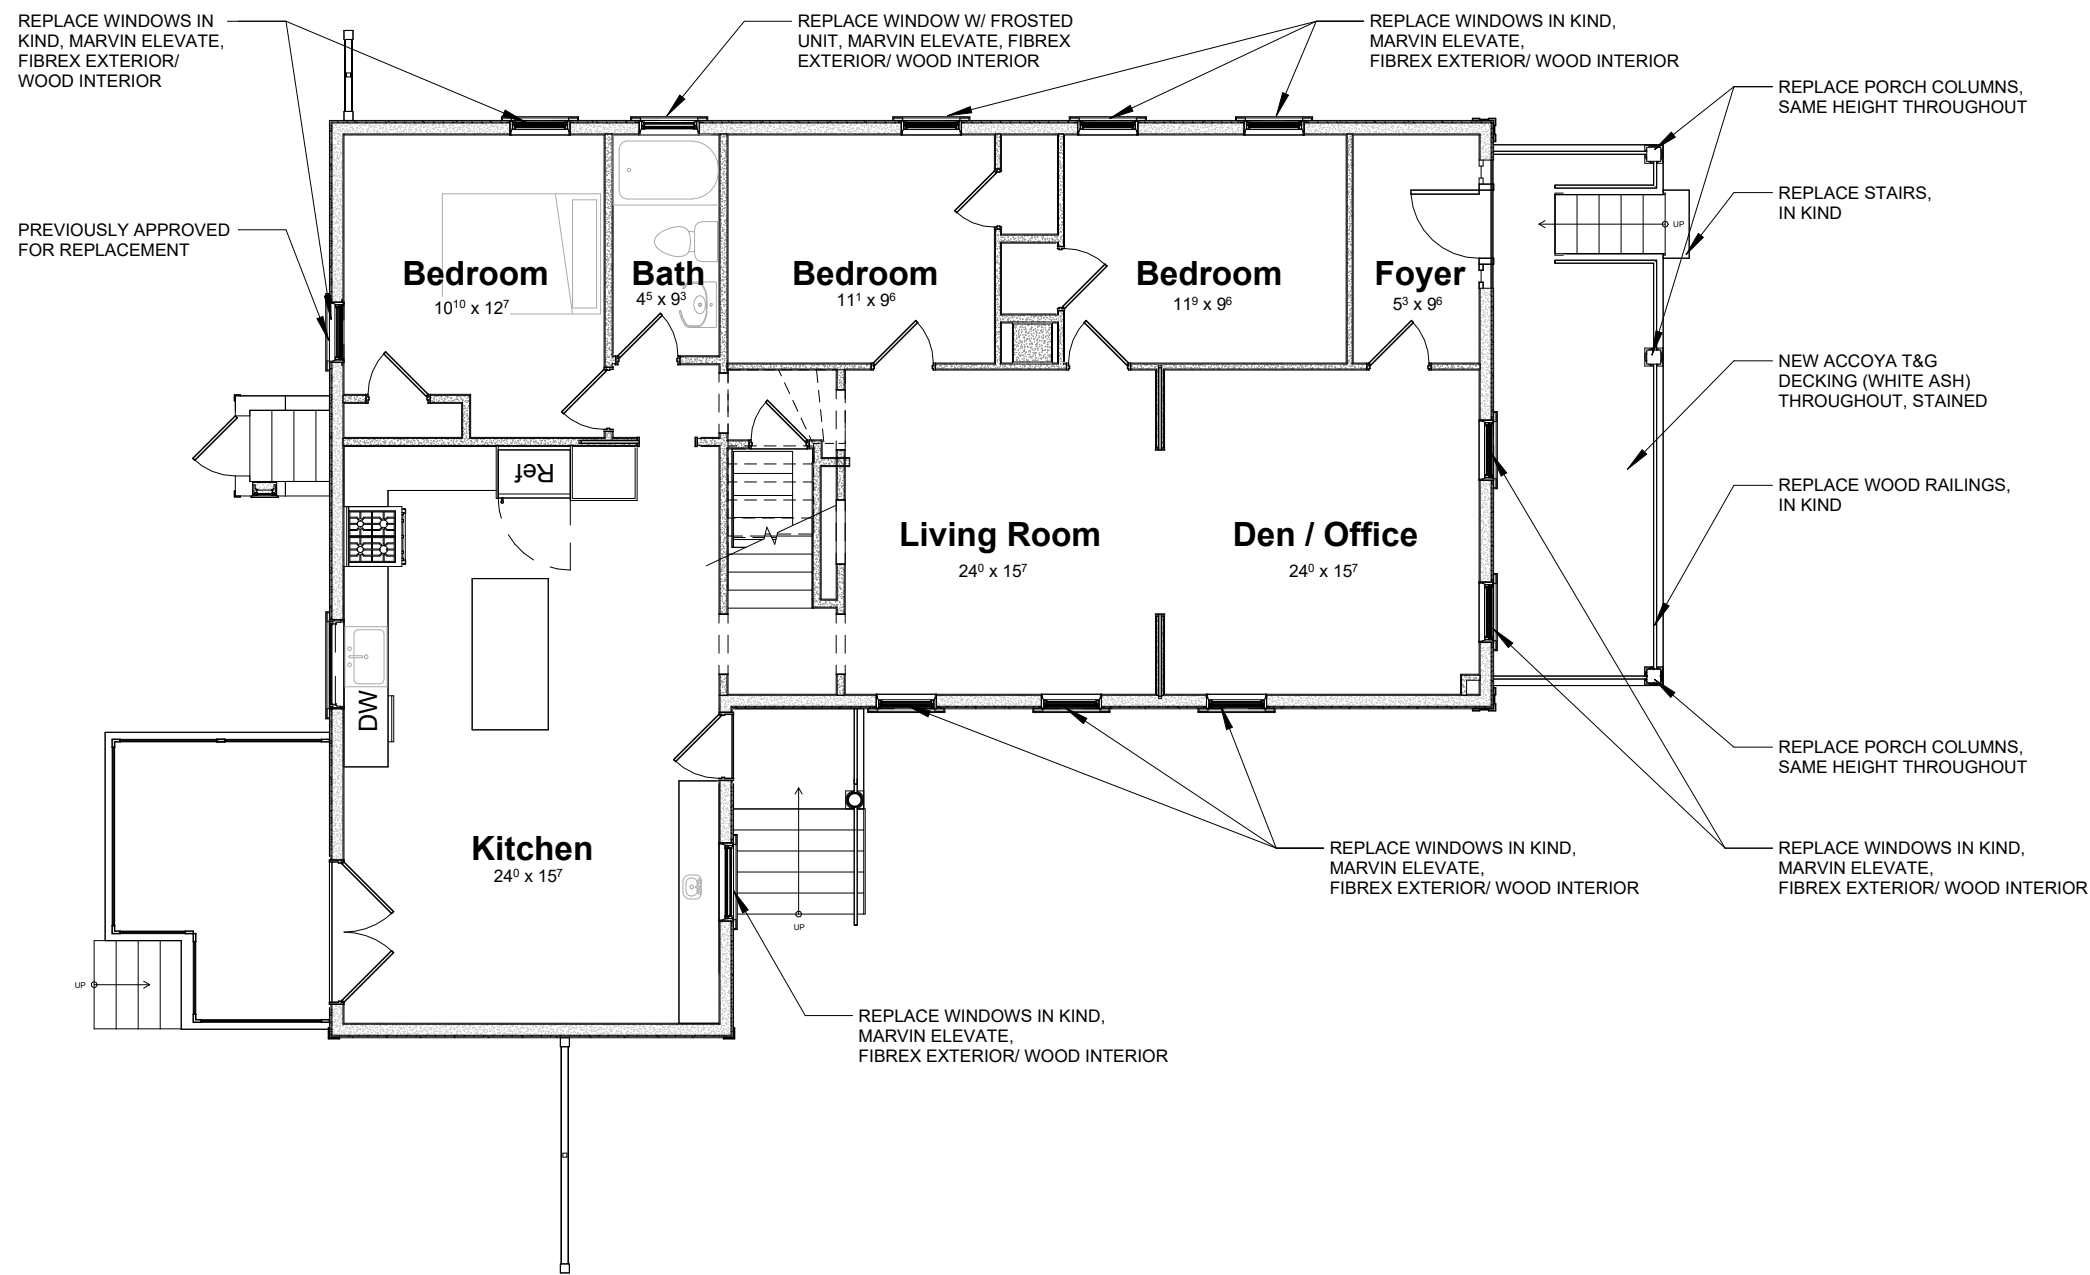 REPLACE WINDOWS IN
KIND, MARVIN ELEVATE,
FIBREX EXTERIOR/
WOOD INTERIOR
REPLACE WINDOW W/ FROSTED
UNIT, MARVIN ELEVATE, FIBREX
EXTERIOR/ WOOD INTERIOR
REPLACE WINDOWS IN KIND,
MARVIN ELEVATE,
FIBREX EXTERIOR/ WOOD INTERIOR
REPLACE PORCH COLUMNS,
SAME HEIGHT THROUGHOUT
REPLACE STAIRS,
IN KIND
UP
PREVIOUSLY APPROVED
FOR REPLACEMENT
Bedroom
10¹⁰ x 12⁷
Bath
4⁵ x 9³
Bedroom
11¹ x 9⁶
Bedroom
11⁹ x 9⁶
Foyer
5³ x 9⁶
NEW ACCOYA T&G
DECKING (WHITE ASH)
THROUGHOUT, STAINED
Ref
REPLACE WOOD RAILINGS,
IN KIND
Living Room
24⁰ x 15⁷
Den / Office
24⁰ x 15⁷
DW
REPLACE PORCH COLUMNS,
SAME HEIGHT THROUGHOUT
Kitchen
24⁰ x 15⁷
REPLACE WINDOWS IN KIND,
MARVIN ELEVATE,
FIBREX EXTERIOR/ WOOD INTERIOR
REPLACE WINDOWS IN KIND,
MARVIN ELEVATE,
FIBREX EXTERIOR/ WOOD INTERIOR
UP
UP
REPLACE WINDOWS IN KIND,
MARVIN ELEVATE,
FIBREX EXTERIOR/ WOOD INTERIOR